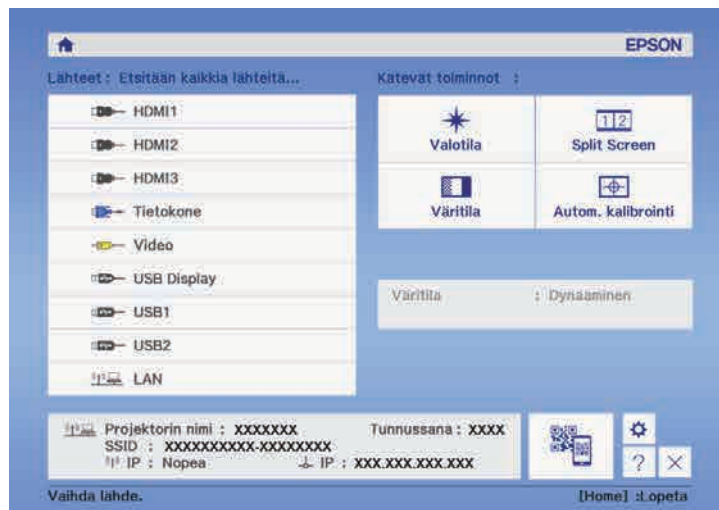 EPSON
Lähteet : Etsitään kaikkia lähteitä...
Kätevät toiminnot :
HDMI1
HDMI2
HDMI3
Tietokone
Video
USB Display
USB1
USB2
LAN
Valotila
1 2
Split Screen
Väritila
Autom. kalibrointi
Väritila : Dynaaminen
Projektorin nimi : XXXXXXX Tunnussana : XXXX
SSID : XXXXXXXXXX-XXXXXXXX
IP : Nopea IP : XXX.XXX.XXX.XXX
?
Vaihda lähde.
[Home] :Lopeta